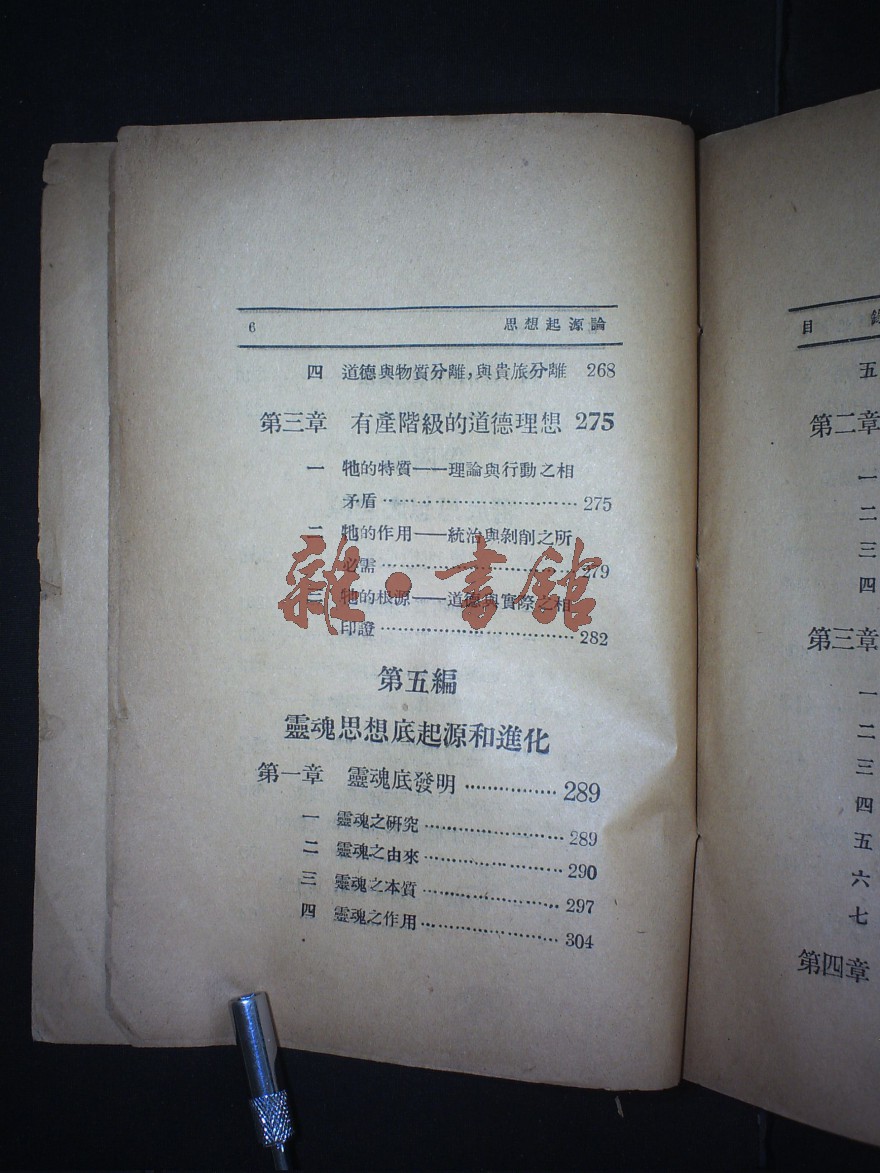 6 思想起源論
四 道德與物質分離，與貴族分離 268
第三章 有產階級的道德理想 275
一 牠的特質——理論與行動之相
矛盾 ································ 275
二 牠的作用——統治與剝削之所
必需 ································ 279
三 牠的根源——道德與實際之相
印證 ································ 282
第五編
靈魂思想底起源和進化
第一章 靈魂底發明 ················ 289
一 靈魂之研究 ························ 289
二 靈魂之由來 ························ 290
三 靈魂之本質 ························ 297
四 靈魂之作用 ························ 304
雜·書館
目 錄
五
第二章
一
二
三
四
第三章
一
二
三
四
五
六
七
第四章